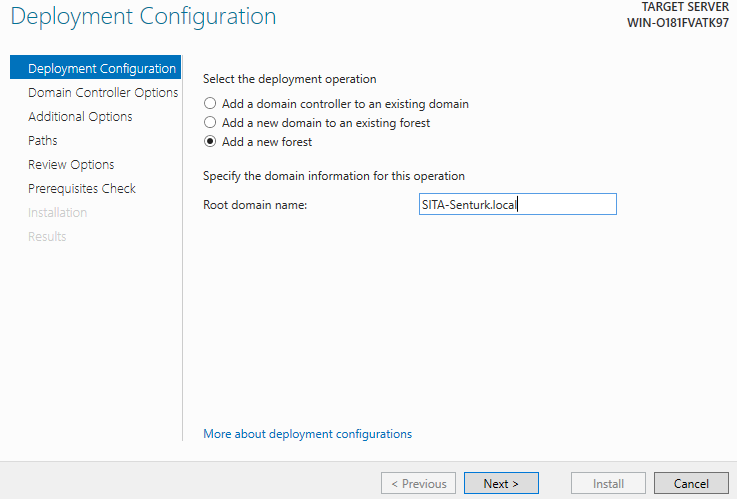 Deployment Configuration
TARGET SERVER
WIN-O181FVATK97
Deployment Configuration
Domain Controller Options
Additional Options
Paths
Review Options
Prerequisites Check
Installation
Results
Select the deployment operation
Add a domain controller to an existing domain
Add a new domain to an existing forest
Add a new forest
Specify the domain information for this operation
Root domain name: SITA-Senturk.local
More about deployment configurations
< Previous Next > Install Cancel